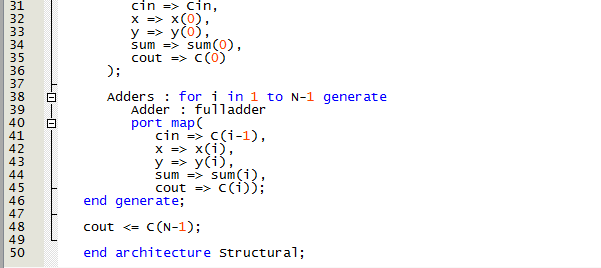 31 cin => Cin,
32 x => x(0),
33 y => y(0),
34 sum => sum(0),
35 cout => C(0)
36 );
37
38 Adders : for i in 1 to N-1 generate
39 Adder : fulladder
40 port map(
41 cin => C(i-1),
42 x => x(i),
43 y => y(i),
44 sum => sum(i),
45 cout => C(i));
46 end generate;
47
48 cout <= C(N-1);
49
50 end architecture Structural;